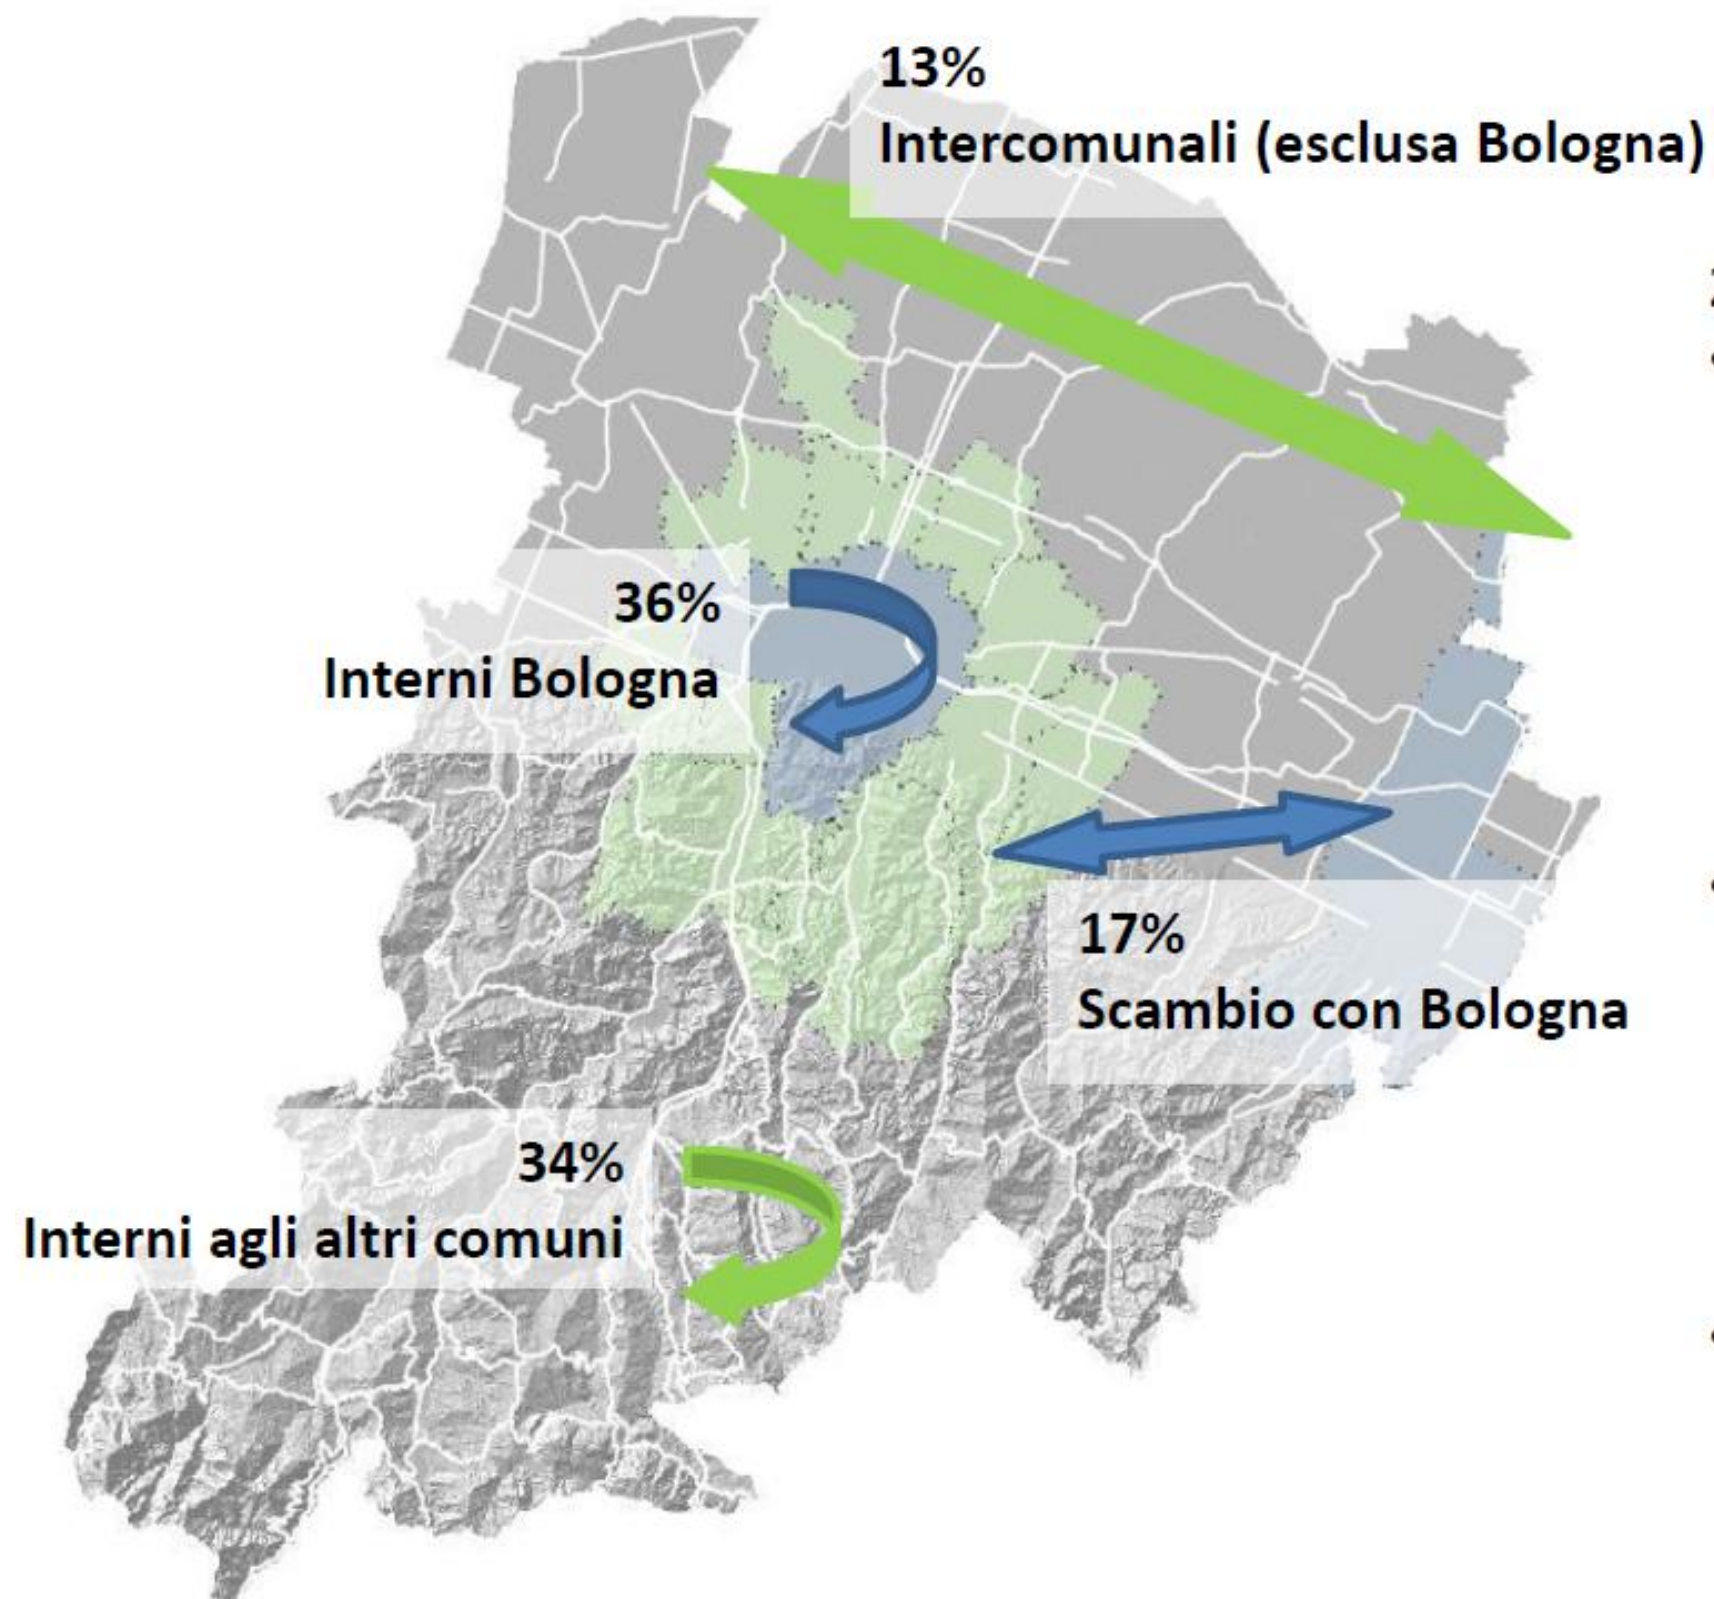 13%
Intercomunali (esclusa Bologna)
36%
Interni Bologna
17%
Scambio con Bologna
34%
Interni agli altri comuni